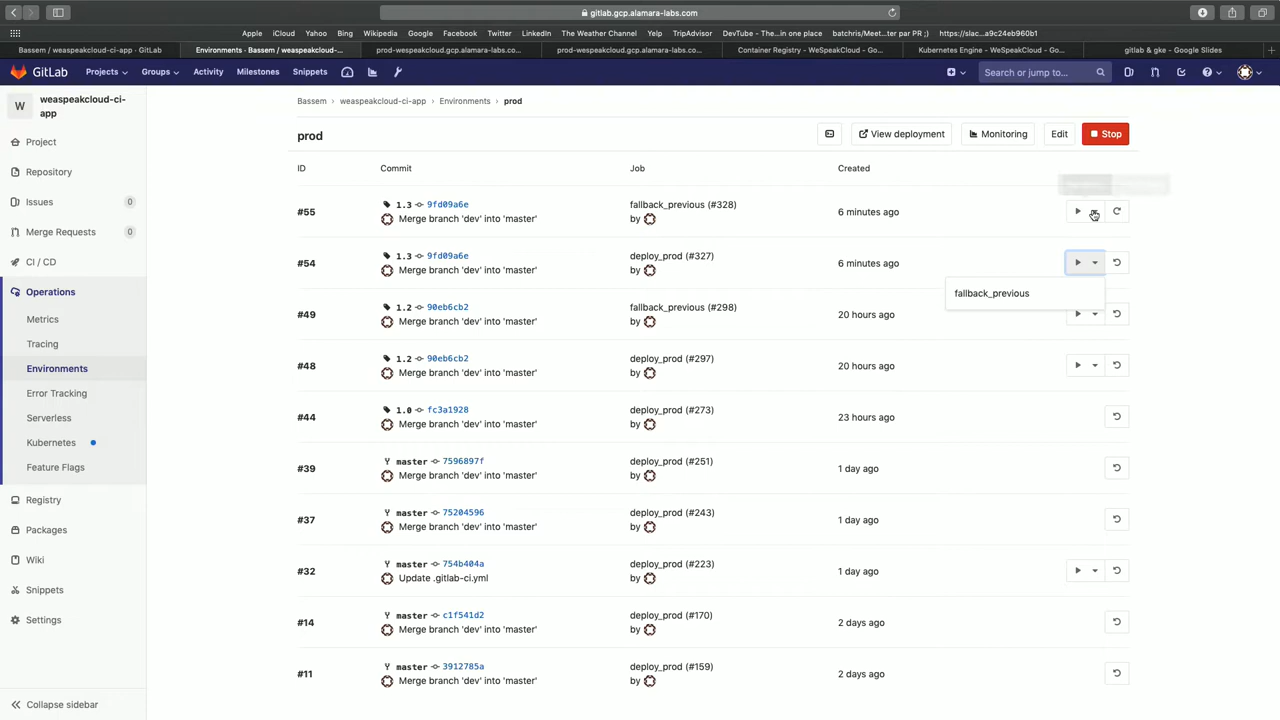 gitlab.gcp.alamara-labs.com
Apple iCloud Yahoo Bing Wikipedia Facebook Google Facebook Twitter LinkedIn The Weather Channel Yelp TripAdvisor DevTube - The...in one place batchris/Meet...ter par PR ;) https://slac...a9c24eb960b1
Bassem / weaspeakcloud-ci-app · GitLab
Environments · Bassem / weaspeakcloud-...
prod-wespeakcloud.gcp.alamara-labs.co...
prod-wespeakcloud.gcp.alamara-labs.co...
Container Registry - WeSpeakCloud - Go...
Kubernetes Engine - WeSpeakCloud - Go...
gitlab & gke - Google Slides
GitLab Projects Groups Activity Milestones Snippets Search or jump to...
W weaspeakcloud-ci-app
Project
Repository
Issues 0
Merge Requests 0
CI / CD
Operations
Metrics
Tracing
Environments
Error Tracking
Serverless
Kubernetes
Feature Flags
Registry
Packages
Wiki
Snippets
Settings
Collapse sidebar
Bassem > weaspeakcloud-ci-app > Environments > prod
prod
View deployment Monitoring Edit Stop
ID Commit Job Created
#55 1.3 9fd09a6e fallback_previous (#328) 6 minutes ago
Merge branch 'dev' into 'master' by
#54 1.3 9fd09a6e deploy_prod (#327) 6 minutes ago
Merge branch 'dev' into 'master' by
fallback_previous
#49 1.2 90eb6cb2 fallback_previous (#298) 20 hours ago
Merge branch 'dev' into 'master' by
#48 1.2 90eb6cb2 deploy_prod (#297) 20 hours ago
Merge branch 'dev' into 'master' by
#44 1.0 fc3a1928 deploy_prod (#273) 23 hours ago
Merge branch 'dev' into 'master' by
#39 master 7596897f deploy_prod (#251) 1 day ago
Merge branch 'dev' into 'master' by
#37 master 75204596 deploy_prod (#243) 1 day ago
Merge branch 'dev' into 'master' by
#32 master 754b404a deploy_prod (#223) 1 day ago
Update .gitlab-ci.yml by
#14 master c1f541d2 deploy_prod (#170) 2 days ago
Merge branch 'dev' into 'master' by
#11 master 3912785a deploy_prod (#159) 2 days ago
Merge branch 'dev' into 'master' by